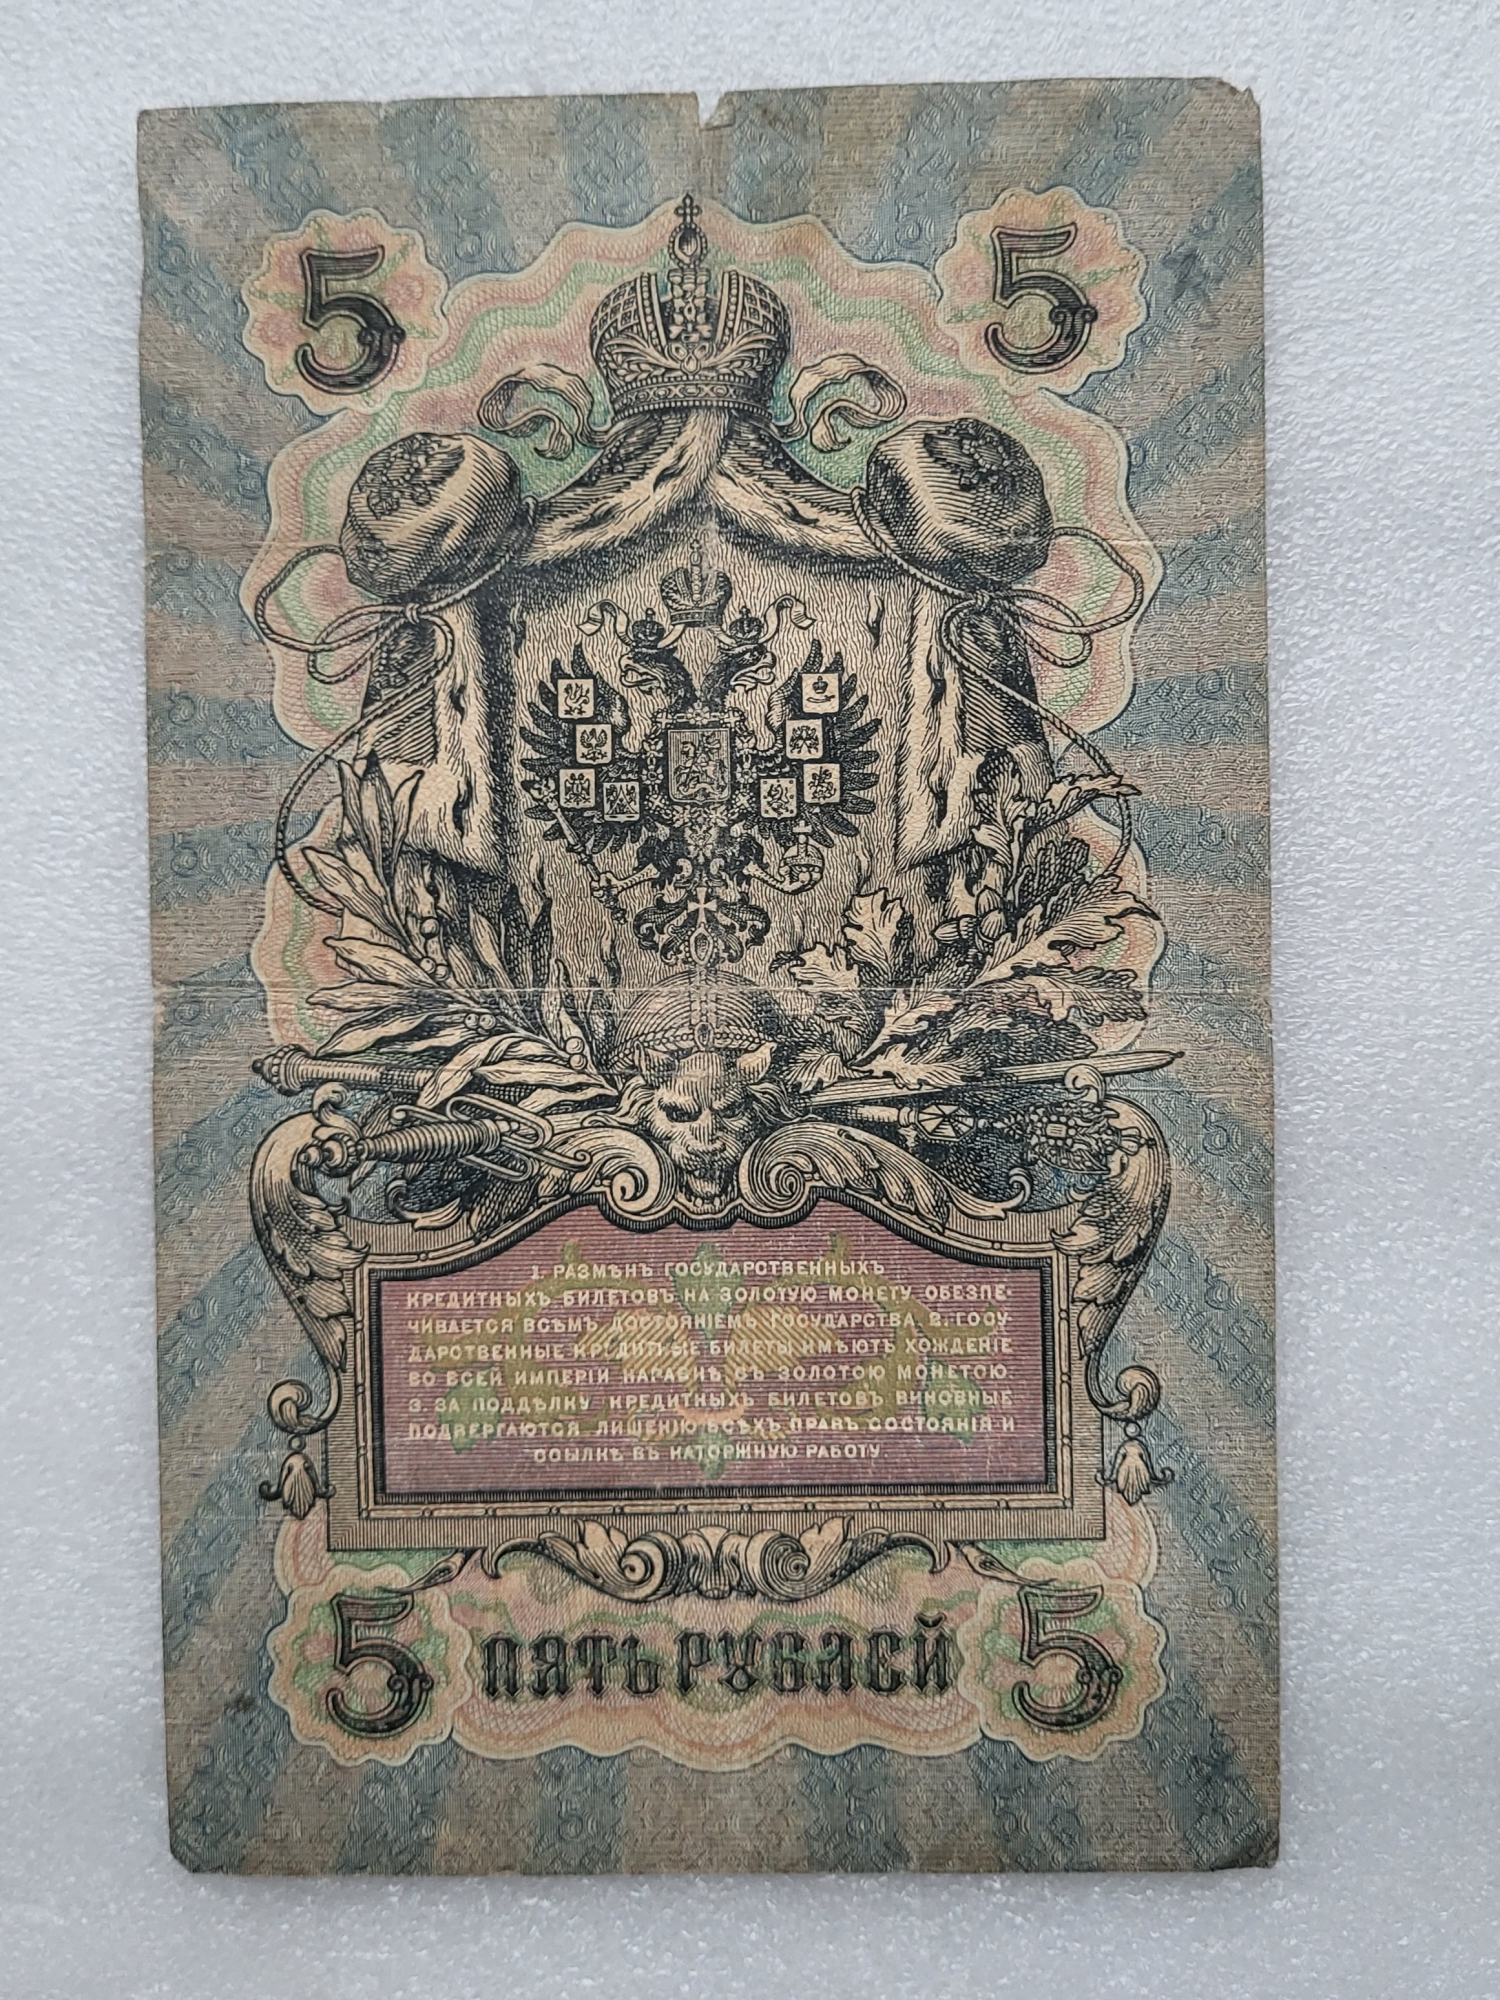 5 5
1. РАЗМѢНЪ ГОСУДАРСТВЕННЫХЪ
КРЕДИТНЫХЪ БИЛЕТОВЪ НА ЗОЛОТУЮ МОНЕТУ ОБЕЗПЕ-
ЧИВАЕТСЯ ВСѢМЪ ДОСТОЯНІЕМЪ ГОСУДАРСТВА. 2. ГОСУ-
ДАРСТВЕННЫЕ КРЕДИТНЫЕ БИЛЕТЫ ИМѢЮТЪ ХОЖДЕНІЕ
ВО ВСЕЙ ИМПЕРІИ НАРАВНѢ СЪ ЗОЛОТОЮ МОНЕТОЮ.
3. ЗА ПОДДѢЛКУ КРЕДИТНЫХЪ БИЛЕТОВЪ ВИНОВНЫЕ
ПОДВЕРГАЮТСЯ ЛИШЕНІЮ ВСѢХЪ ПРАВЪ СОСТОЯНІЯ И
ССЫЛКѢ ВЪ КАТОРЖНУЮ РАБОТУ.
5 ПЯТЬ РУБЛЕЙ 5